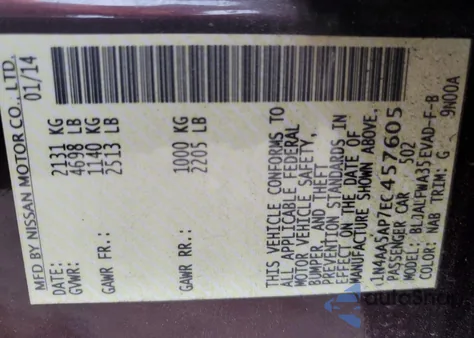 MFD BY NISSAN MOTOR CO., LTD.
DATE: 01/14
GVWR: 2131 KG
4698 LB
GAWR FR.: 1140 KG
2513 LB
GAWR RR.: 1000 KG
2205 LB
THIS VEHICLE CONFORMS TO
ALL APPLICABLE FEDERAL
MOTOR VEHICLE SAFETY,
BUMPER, AND THEFT
PREVENTION STANDARDS IN
EFFECT ON THE DATE OF
MANUFACTURE SHOWN ABOVE.
1N4AA5AP7EC457605
PASSENGER CAR 502
MODEL: BLJALFWA35EVAD-F-B
COLOR: NAB TRIM: G 9H00A